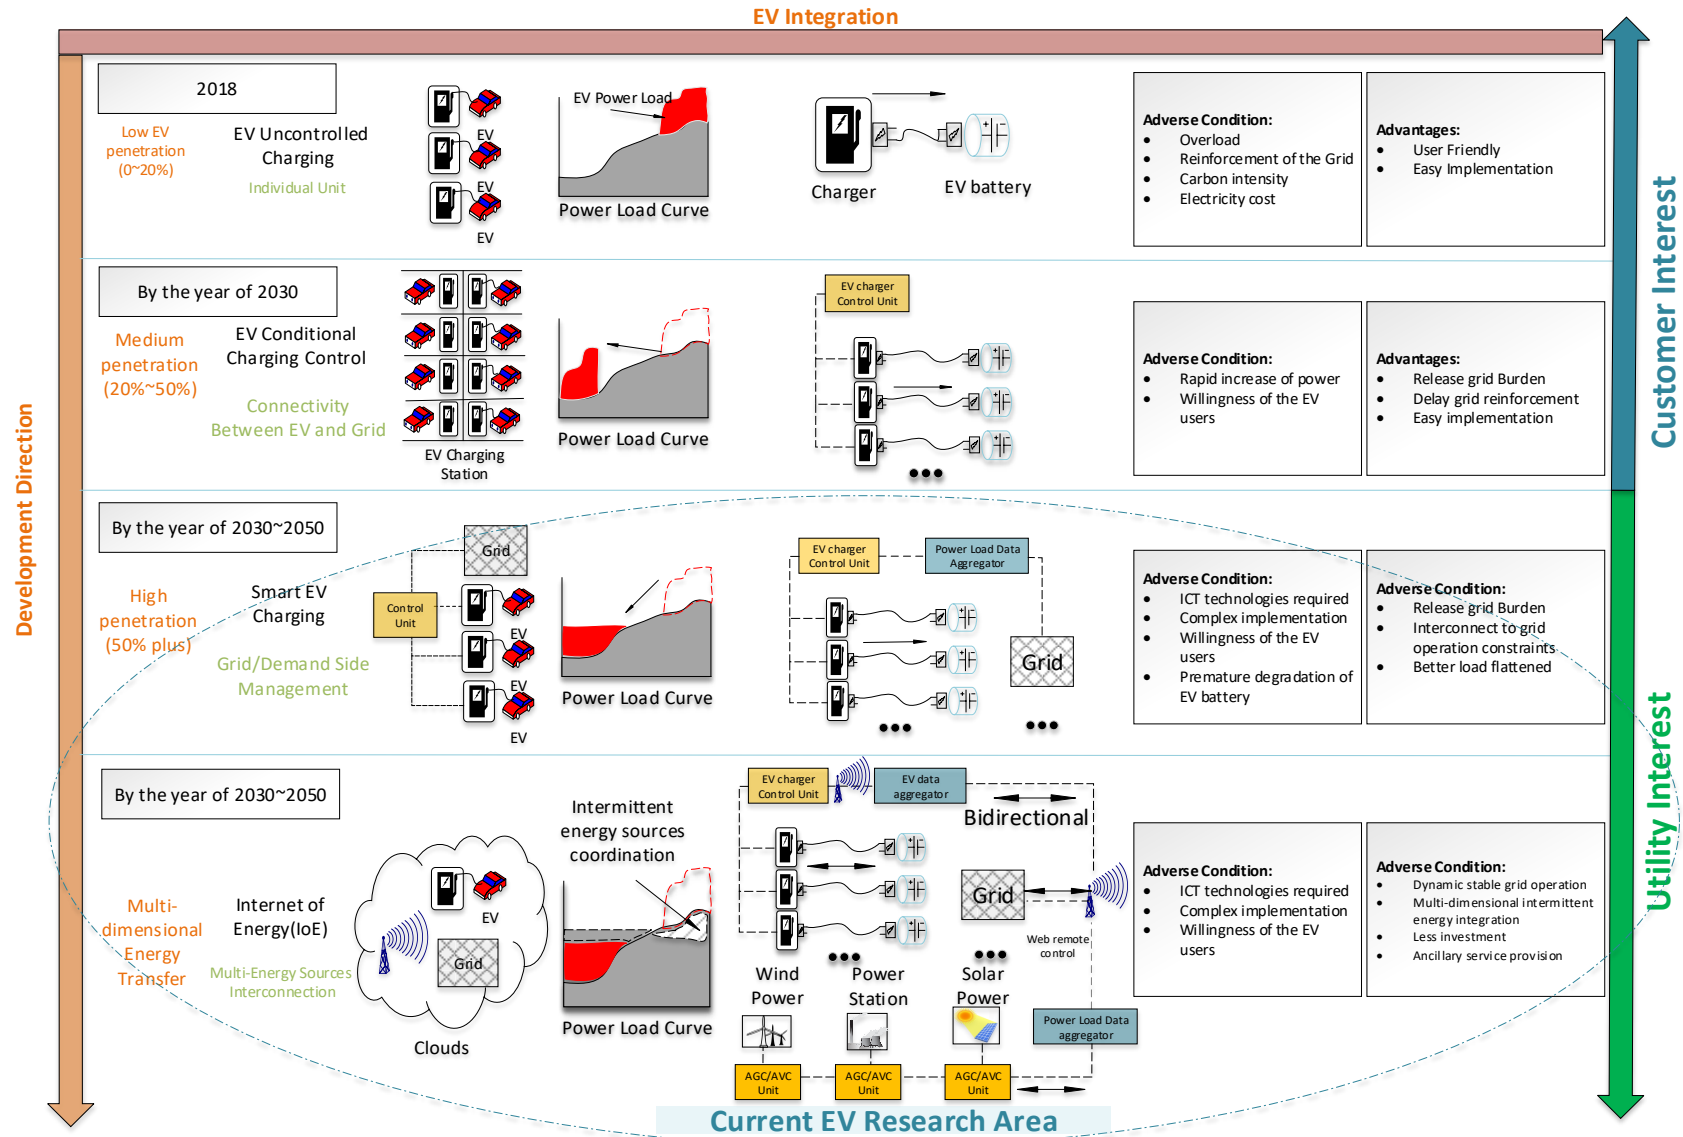 EV Integration
Development Direction
Customer Interest
Utility Interest
2018
Low EV
penetration
(0~20%)
EV Uncontrolled
Charging
Individual Unit
EV
EV
EV
EV Power Load
Power Load Curve
Charger
EV battery
Adverse Condition:
• Overload
• Reinforcement of the Grid
• Carbon intensity
• Electricity cost
Advantages:
• User Friendly
• Easy Implementation
By the year of 2030
Medium
penetration
(20%~50%)
EV Conditional
Charging Control
Connectivity
Between EV and Grid
EV Charging
Station
Power Load Curve
EV charger
Control Unit
Adverse Condition:
• Rapid increase of power
• Willingness of the EV
users
Advantages:
• Release grid Burden
• Delay grid reinforcement
• Easy implementation
By the year of 2030~2050
High
penetration
(50% plus)
Smart EV
Charging
Grid/Demand Side
Management
Grid
Control
Unit
EV
EV
EV
Power Load Curve
EV charger
Control Unit
Power Load Data
Aggregator
Grid
Adverse Condition:
• ICT technologies required
• Complex implementation
• Willingness of the EV
users
• Premature degradation of
EV battery
Adverse Condition:
• Release grid Burden
• Interconnect to grid
operation constraints
• Better load flattened
By the year of 2030~2050
Multi-
dimensional
Energy
Transfer
Internet of
Energy(IoE)
Multi-Energy Sources
Interconnection
EV
Grid
Clouds
Intermittent
energy sources
coordination
Power Load Curve
EV charger
Control Unit
EV data
aggregator
Bidirectional
Grid
Web remote
control
Wind
Power
Power
Station
Solar
Power
Power Load Data
aggregator
AGC/AVC
Unit
AGC/AVC
Unit
AGC/AVC
Unit
Adverse Condition:
• ICT technologies required
• Complex implementation
• Willingness of the EV
users
Adverse Condition:
• Dynamic stable grid operation
• Multi-dimensional intermittent
energy integration
• Less investment
• Ancillary service provision
Current EV Research Area